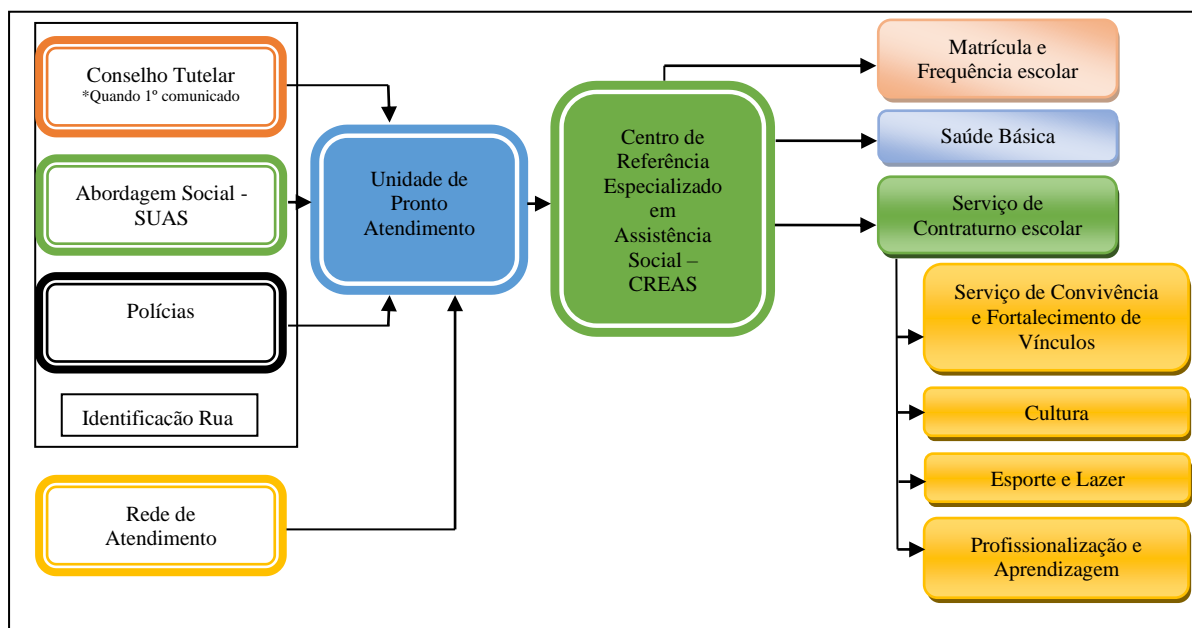 Conselho Tutelar
*Quando 1º comunicado
Abordagem Social -
SUAS
Polícias
Identificação Rua
Rede de
Atendimento
Unidade de
Pronto
Atendimento
Centro de
Referência
Especializado
em
Assistência
Social –
CREAS
Matrícula e
Frequência escolar
Saúde Básica
Serviço de
Contraturno escolar
Serviço de Convivência
e Fortalecimento de
Vínculos
Cultura
Esporte e Lazer
Profissionalização e
Aprendizagem